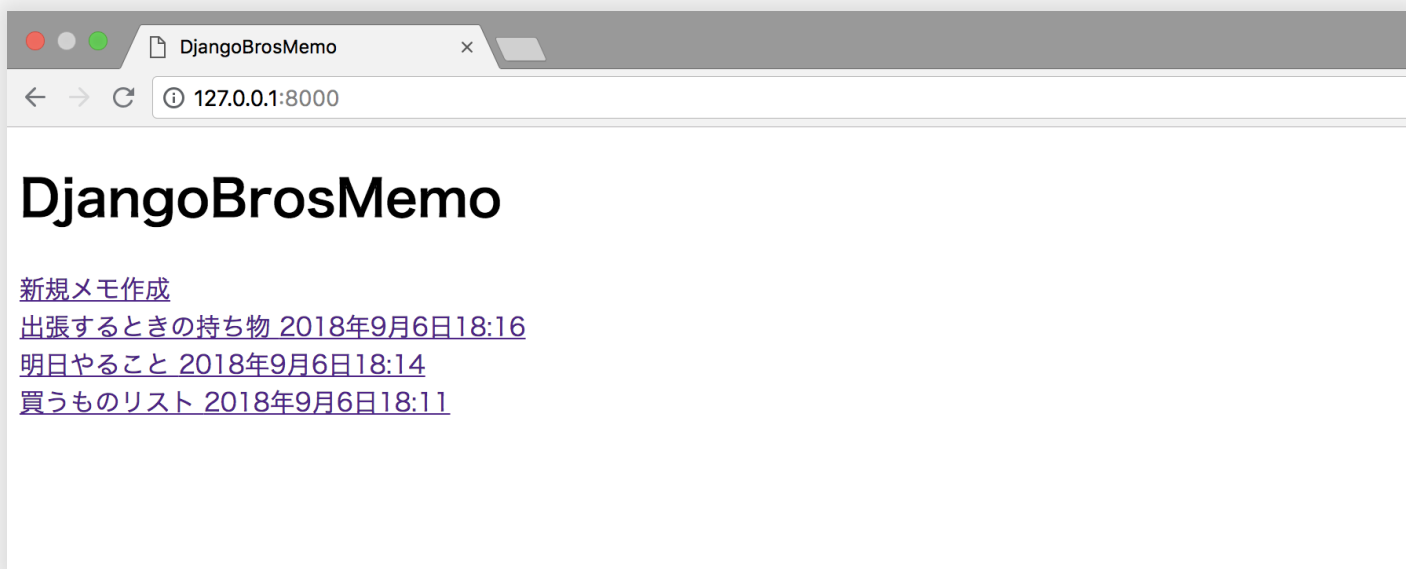 DjangoBrosMemo
127.0.0.1:8000
DjangoBrosMemo
新規メモ作成
出張するときの持ち物 2018年9月6日18:16
明日やること 2018年9月6日18:14
買うものリスト 2018年9月6日18:11